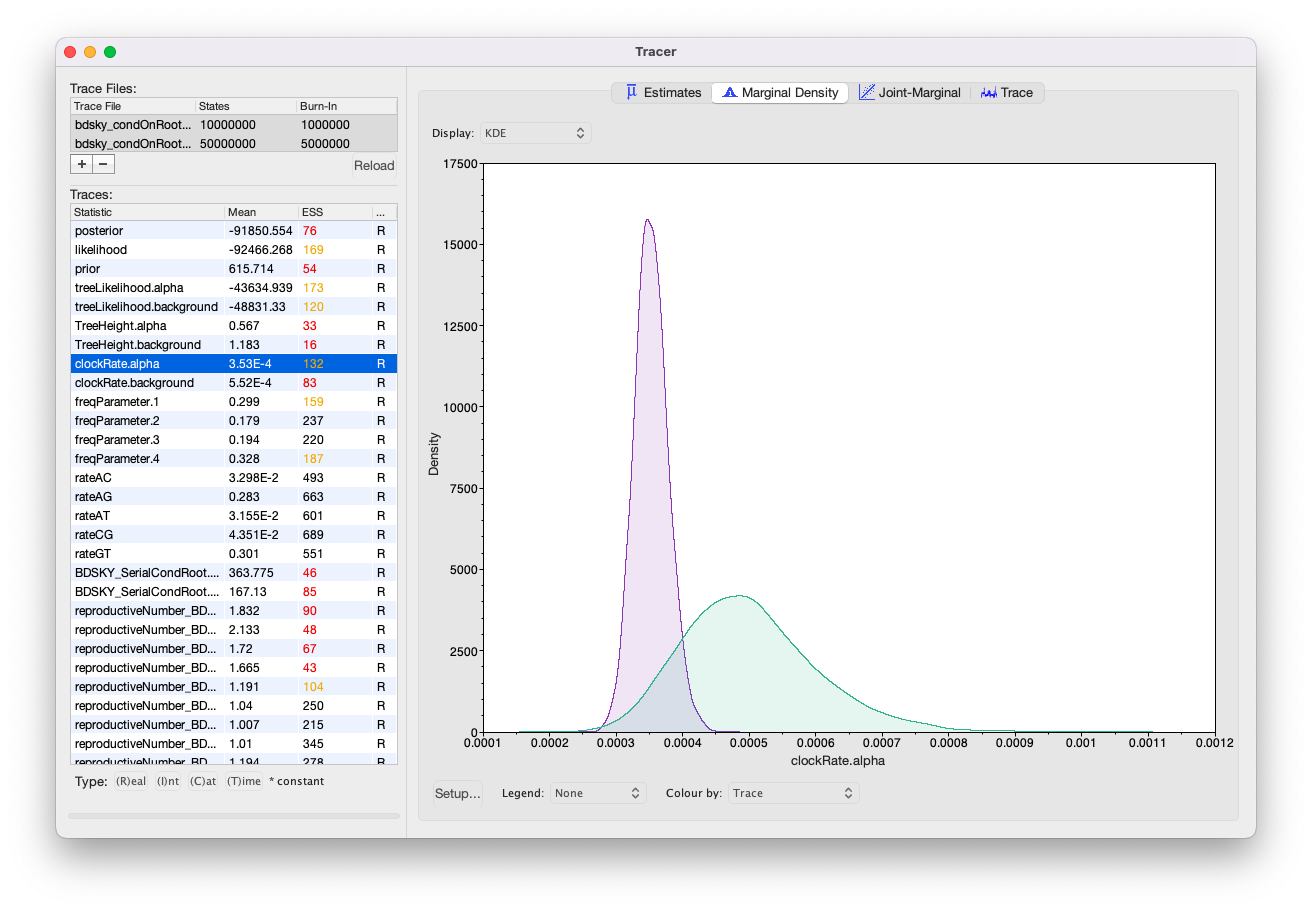 Tracer
Trace Files:
Trace File States Burn-In
bdsky_condOnRoot... 10000000 1000000
bdsky_condOnRoot... 50000000 5000000
+ − Reload
Traces:
Statistic Mean ESS ...
posterior -91850.554 76 R
likelihood -92466.268 169 R
prior 615.714 54 R
treeLikelihood.alpha -43634.939 173 R
treeLikelihood.background -48831.33 120 R
TreeHeight.alpha 0.567 33 R
TreeHeight.background 1.183 16 R
clockRate.alpha 3.53E-4 132 R
clockRate.background 5.52E-4 83 R
freqParameter.1 0.299 159 R
freqParameter.2 0.179 237 R
freqParameter.3 0.194 220 R
freqParameter.4 0.328 187 R
rateAC 3.298E-2 493 R
rateAG 0.283 663 R
rateAT 3.155E-2 601 R
rateCG 4.351E-2 689 R
rateGT 0.301 551 R
BDSKY_SerialCondRoot.... 363.775 46 R
BDSKY_SerialCondRoot.... 167.13 85 R
reproductiveNumber_BD... 1.832 90 R
reproductiveNumber_BD... 2.133 48 R
reproductiveNumber_BD... 1.72 67 R
reproductiveNumber_BD... 1.665 43 R
reproductiveNumber_BD... 1.191 104 R
reproductiveNumber_BD... 1.04 250 R
reproductiveNumber_BD... 1.007 215 R
reproductiveNumber_BD... 1.01 345 R
reproductiveNumber_BD... 1.194 278 R
Type: (R)eal (I)nt (C)at (T)ime * constant
Estimates Marginal Density Joint-Marginal Trace
Display: KDE
17500
15000
12500
10000
7500
5000
2500
0
Density
0.0001 0.0002 0.0003 0.0004 0.0005 0.0006 0.0007 0.0008 0.0009 0.001 0.0011 0.0012
clockRate.alpha
Setup... Legend: None Colour by: Trace